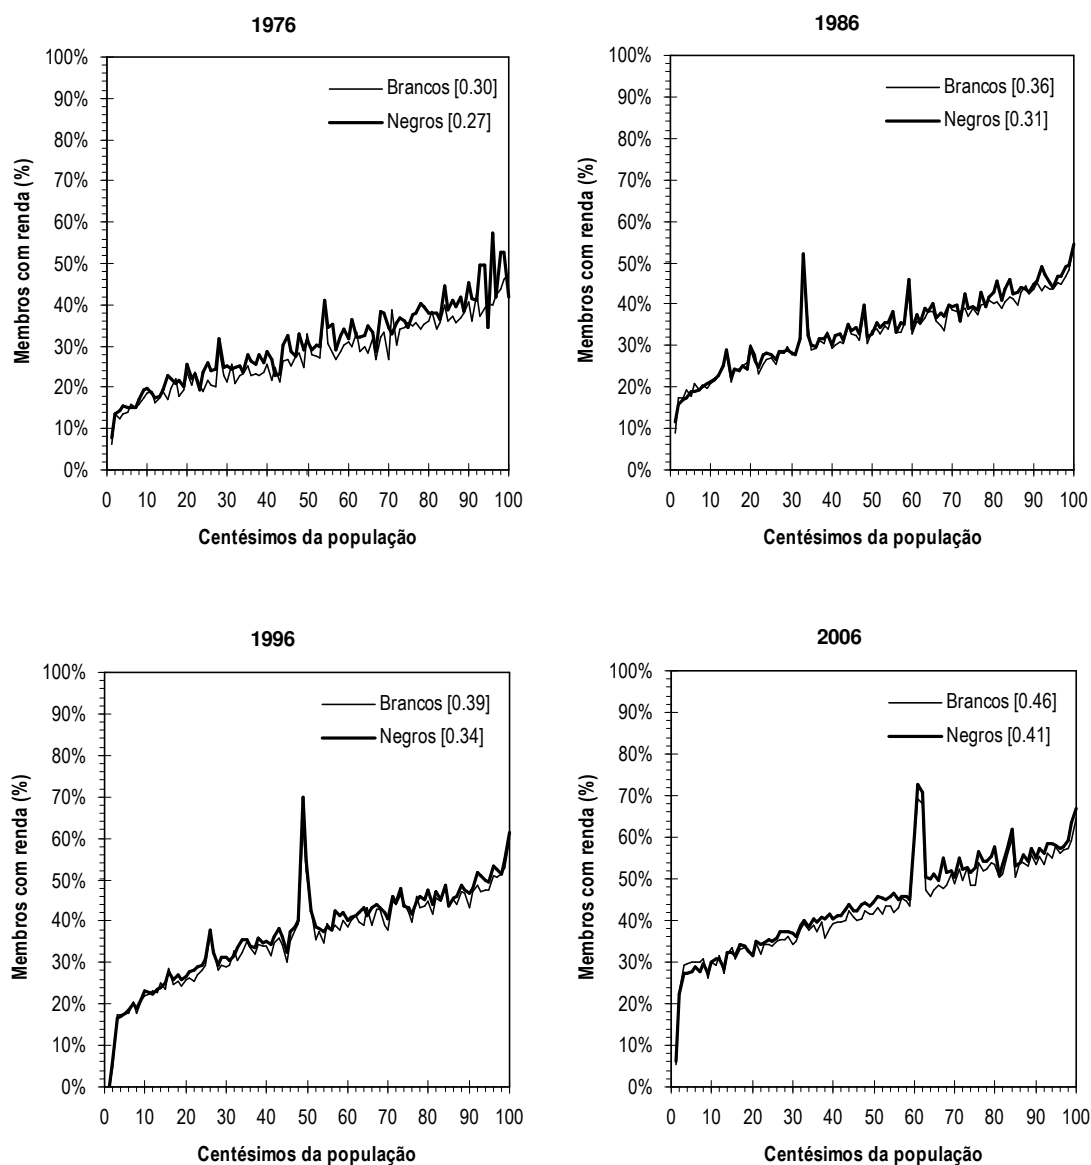 1976
100%
90%
80%
70%
60%
50%
40%
30%
20%
10%
0%
Membros com renda (%)
Brancos [0.30]
Negros [0.27]
0 10 20 30 40 50 60 70 80 90 100
Centésimos da população
1986
100%
90%
80%
70%
60%
50%
40%
30%
20%
10%
0%
Membros com renda (%)
Brancos [0.36]
Negros [0.31]
0 10 20 30 40 50 60 70 80 90 100
Centésimos da população
1996
100%
90%
80%
70%
60%
50%
40%
30%
20%
10%
0%
Membros com renda (%)
Brancos [0.39]
Negros [0.34]
0 10 20 30 40 50 60 70 80 90 100
Centésimos da população
2006
100%
90%
80%
70%
60%
50%
40%
30%
20%
10%
0%
Membros com renda (%)
Brancos [0.46]
Negros [0.41]
0 10 20 30 40 50 60 70 80 90 100
Centésimos da população